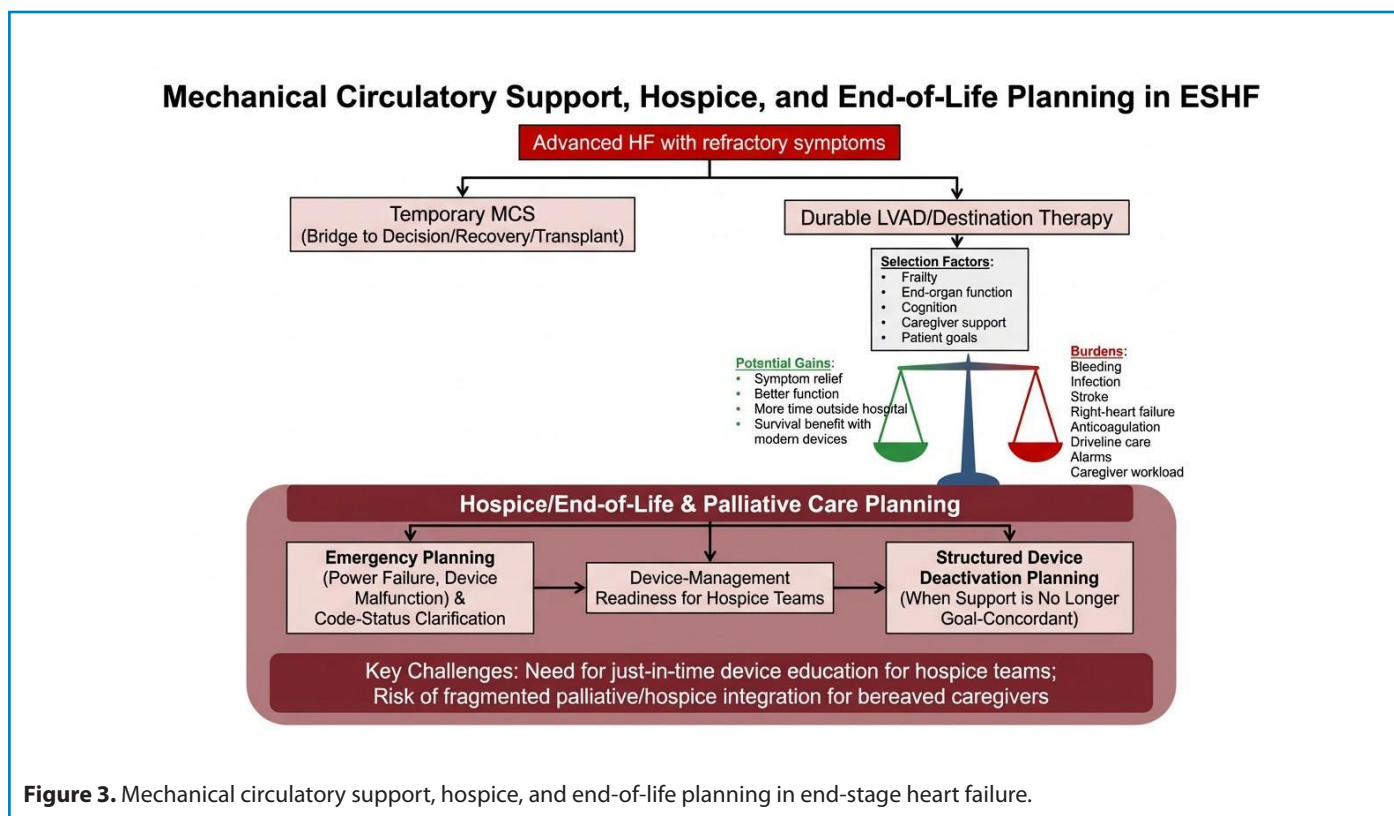 Mechanical Circulatory Support, Hospice, and End-of-Life Planning in ESHF
Advanced HF with refractory symptoms
Temporary MCS
(Bridge to Decision/Recovery/Transplant)
Durable LVAD/Destination Therapy
Selection Factors:
• Frailty
• End-organ function
• Cognition
• Caregiver support
• Patient goals
Potential Gains:
• Symptom relief
• Better function
• More time outside hospital
• Survival benefit with
modern devices
Burdens:
Bleeding
Infection
Stroke
Right-heart failure
Anticoagulation
Driveline care
Alarms
Caregiver workload
Hospice/End-of-Life & Palliative Care Planning
Emergency Planning
(Power Failure, Device
Malfunction) &
Code-Status Clarification
Device-Management
Readiness for Hospice Teams
Structured Device
Deactivation Planning
(When Support is No Longer
Goal-Concordant)
Key Challenges: Need for just-in-time device education for hospice teams;
Risk of fragmented palliative/hospice integration for bereaved caregivers
Figure 3. Mechanical circulatory support, hospice, and end-of-life planning in end-stage heart failure.